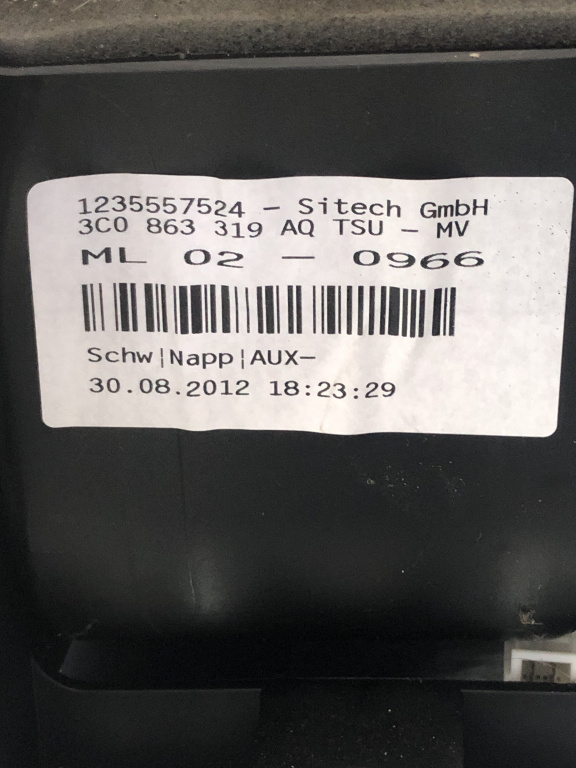 1235557524 - Sitech GmbH
3C0 863 319 AQ TSU - MV
ML 02 - 0966
Schw|Napp|AUX-
30.08.2012 18:23:29